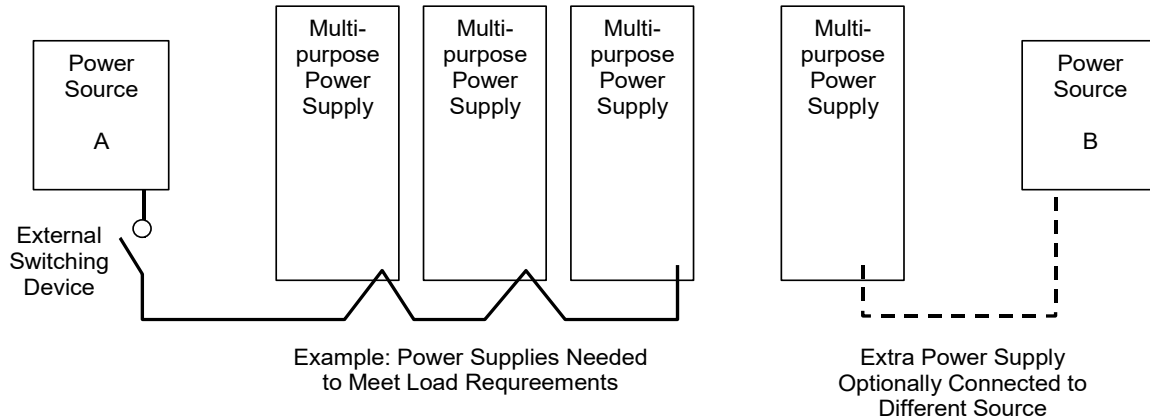 Power
Source
A
Multi-
purpose
Power
Supply
Multi-
purpose
Power
Supply
Multi-
purpose
Power
Supply
Multi-
purpose
Power
Supply
Power
Source
B
External
Switching
Device
Example: Power Supplies Needed
to Meet Load Requreements
Extra Power Supply
Optionally Connected to
Different Source